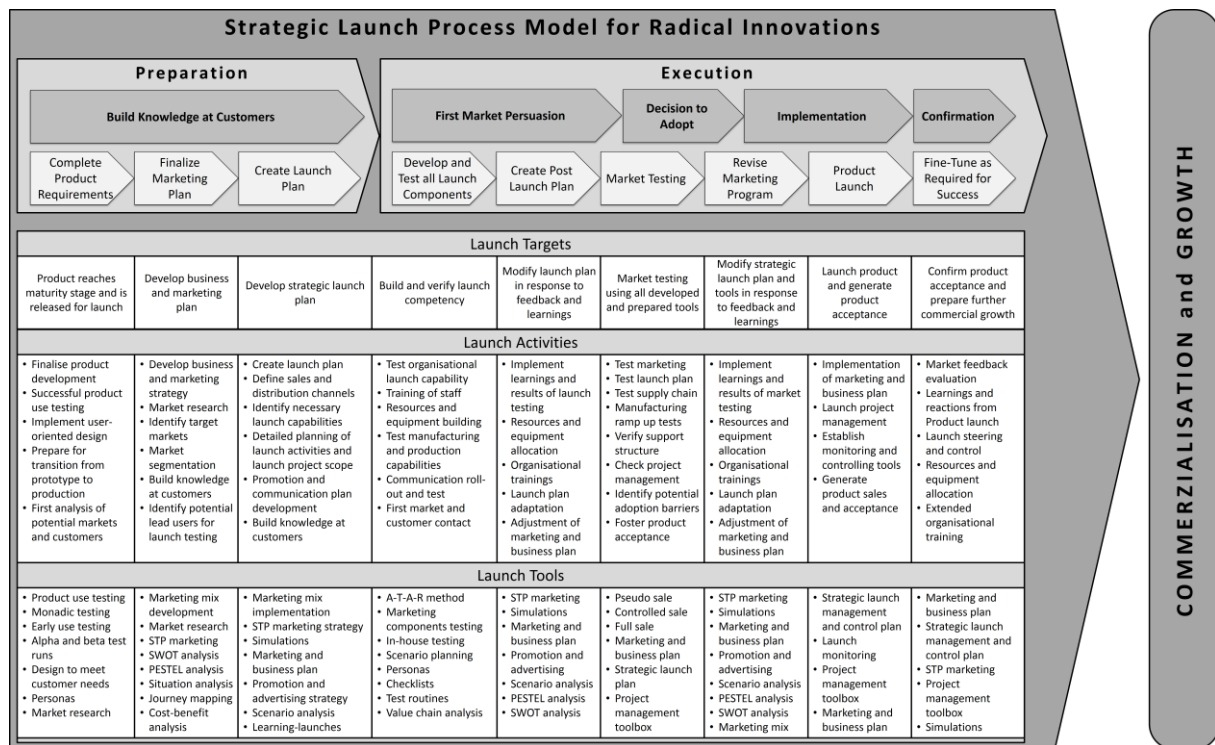 Strategic Launch Process Model for Radical Innovations
Preparation
Build Knowledge at Customers
Complete
Product
Requirements
Finalize
Marketing
Plan
Create Launch
Plan
Execution
First Market Persuasion
Decision to
Adopt
Implementation
Confirmation
Develop and
Test all Launch
Components
Create Post
Launch Plan
Market Testing
Revise
Marketing
Program
Product
Launch
Fine-Tune as
Required for
Success
Launch Targets
Product reaches
maturity stage and is
released for launch
Develop business
and marketing
plan
Develop strategic launch
plan
Build and verify launch
competency
Modify launch plan
in response to
feedback and
learnings
Market testing
using all developed
and prepared tools
Modify strategic
launch plan and
tools in response
to feedback and
learnings
Launch product
and generate
product
acceptance
Confirm product
acceptance and
prepare further
commercial growth
Launch Activities
• Finalise product
development
• Successful product
use testing
• Implement user-
oriented design
• Prepare for
transition from
prototype to
production
• First analysis of
potential markets
and customers
• Develop business
and marketing
strategy
• Market research
• Identify target
markets
• Market
segmentation
• Build knowledge
at customers
• Identify potential
lead users for
launch testing
• Create launch plan
• Define sales and
distribution channels
• Identify necessary
launch capabilities
• Detailed planning of
launch activities and
launch project scope
• Promotion and
communication plan
development
• Build knowledge at
customers
• Test organisational
launch capability
• Training of staff
• Resources and
equipment building
• Test manufacturing
and production
capabilities
• Communication roll-
out and test
• First market and
customer contact
• Implement
learnings and
results of launch
testing
• Resources and
equipment
allocation
• Organisational
trainings
• Launch plan
adaptation
• Adjustment of
marketing and
business plan
• Test marketing
• Test launch plan
• Test supply chain
• Manufacturing
ramp up tests
• Verify support
structure
• Check project
management
• Identify potential
adoption barriers
• Foster product
acceptance
• Implement
learnings and
results of market
testing
• Resources and
equipment
allocation
• Organisational
trainings
• Launch plan
adaptation
• Adjustment of
marketing and
business plan
• Implementation
of marketing and
business plan
• Launch project
management
• Establish
monitoring and
controlling tools
• Generate
product sales
and acceptance
• Market feedback
evaluation
• Learnings and
reactions from
Product launch
• Launch steering
and control
• Resources and
equipment
allocation
• Extended
organisational
training
Launch Tools
• Product use testing
• Monadic testing
• Early use testing
• Alpha and beta test
runs
• Design to meet
customer needs
• Personas
• Market research
• Marketing mix
development
• Market research
• STP marketing
• SWOT analysis
• PESTEL analysis
• Situation analysis
• Journey mapping
• Cost-benefit
analysis
• Marketing mix
implementation
• STP marketing strategy
• Simulations
• Marketing and
business plan
• Promotion and
advertising strategy
• Scenario analysis
• Learning-launches
• A-T-A-R method
• Marketing
components testing
• In-house testing
• Scenario planning
• Personas
• Checklists
• Test routines
• Value chain analysis
• STP marketing
• Simulations
• Marketing and
business plan
• Promotion and
advertising
• Scenario analysis
• PESTEL analysis
• SWOT analysis
• Pseudo sale
• Controlled sale
• Full sale
• Marketing and
business plan
• Strategic launch
plan
• Project
management
toolbox
• STP marketing
• Simulations
• Marketing and
business plan
• Promotion and
advertising
• Scenario analysis
• PESTEL analysis
• SWOT analysis
• Marketing mix
• Strategic launch
management
and control plan
• Launch
monitoring
• Project
management
toolbox
• Marketing and
business plan
• Marketing and
business plan
• Strategic launch
management and
control plan
• STP marketing
• Project
management
toolbox
• Simulations
COMMERZIALISATION and GROWTH